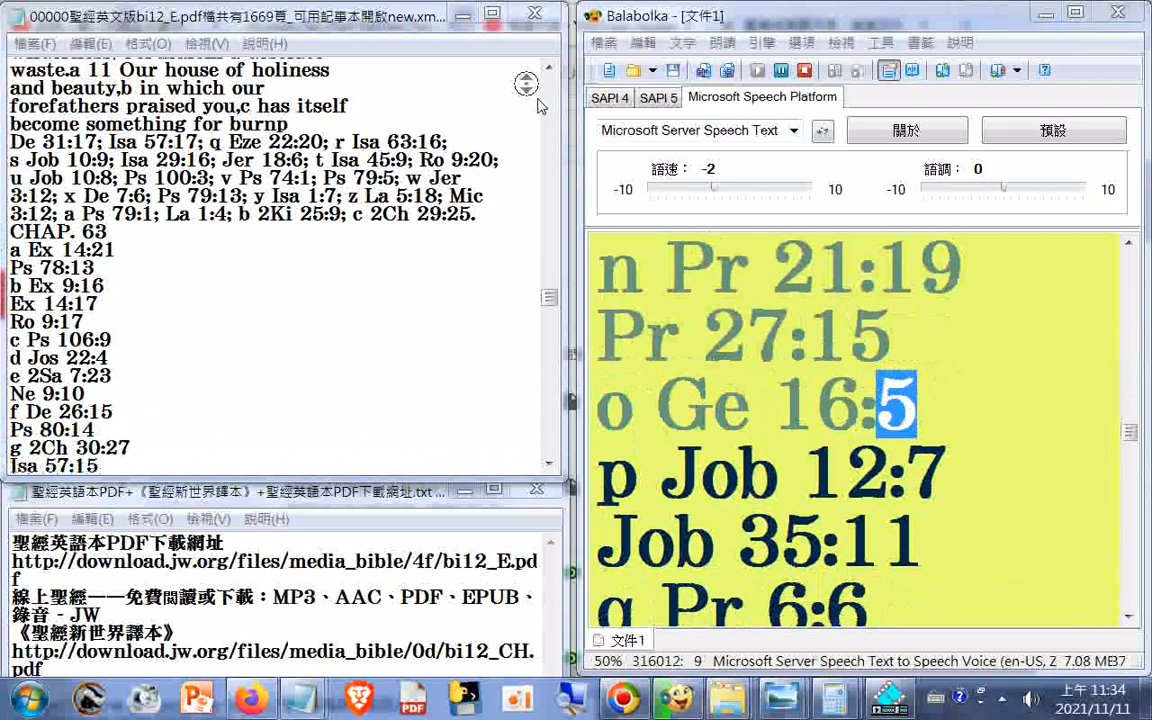 00000聖經英文版bi12_E.pdf檔共有1669頁_可用記事本開啟new.xm...
檔案(F) 編輯(E) 格式(O) 檢視(V) 說明(H)
waste.a 11 Our house of holiness
and beauty,b in which our
forefathers praised you,c has itself
become something for burnp
De 31:17; Isa 57:17; q Eze 22:20; r Isa 63:16;
s Job 10:9; Isa 29:16; Jer 18:6; t Isa 45:9; Ro 9:20;
u Job 10:8; Ps 100:3; v Ps 74:1; Ps 79:5; w Jer
3:12; x De 7:6; Ps 79:13; y Isa 1:7; z La 5:18; Mic
3:12; a Ps 79:1; La 1:4; b 2Ki 25:9; c 2Ch 29:25.
CHAP. 63
a Ex 14:21
Ps 78:13
b Ex 9:16
Ex 14:17
Ro 9:17
c Ps 106:9
d Jos 22:4
e 2Sa 7:23
Ne 9:10
f De 26:15
Ps 80:14
g 2Ch 30:27
Isa 57:15
聖經英語本PDF+《聖經新世界譯本》+聖經英語本PDF下載網址.txt ...
檔案(F) 編輯(E) 格式(O) 檢視(V) 說明(H)
聖經英語本PDF下載網址
http://download.jw.org/files/media_bible/4f/bi12_E.pd
f
線上聖經——免費閱讀或下載：MP3、AAC、PDF、EPUB、
錄音 - JW
《聖經新世界譯本》
http://download.jw.org/files/media_bible/0d/bi12_CH.
pdf
Balabolka - [文件1]
檔案 編輯 文字 朗讀 引擎 選項 檢視 工具 書籤 說明
SAPI 4 SAPI 5 Microsoft Speech Platform
Microsoft Server Speech Text 關於 預設
語速： -2 語調： 0
-10 10 -10 10
n Pr 21:19
Pr 27:15
o Ge 16:5
p Job 12:7
Job 35:11
q Pr 6:6
文件1
50% 316012: 9 Microsoft Server Speech Text to Speech Voice (en-US, Z 7.08 MB7
上午 11:34
2021/11/11